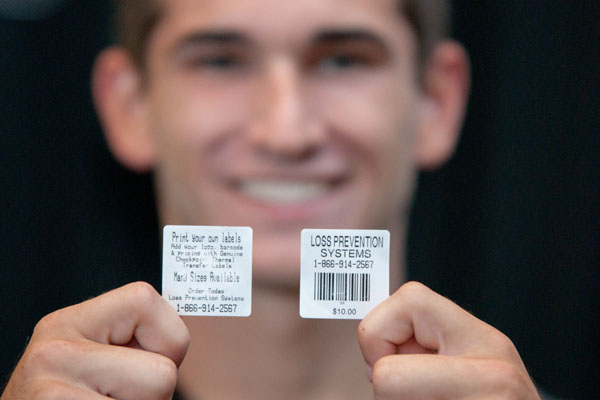 Print Your own labels
Add your logo, barcode
& pricing with Genuine
Checkpoint Thermal
Transfer Labels
Many Sizes Available
Order Today
Loss Prevention Systems
1-866-914-2567
LOSS PREVENTION
SYSTEMS
1-866-914-2567
$10.00